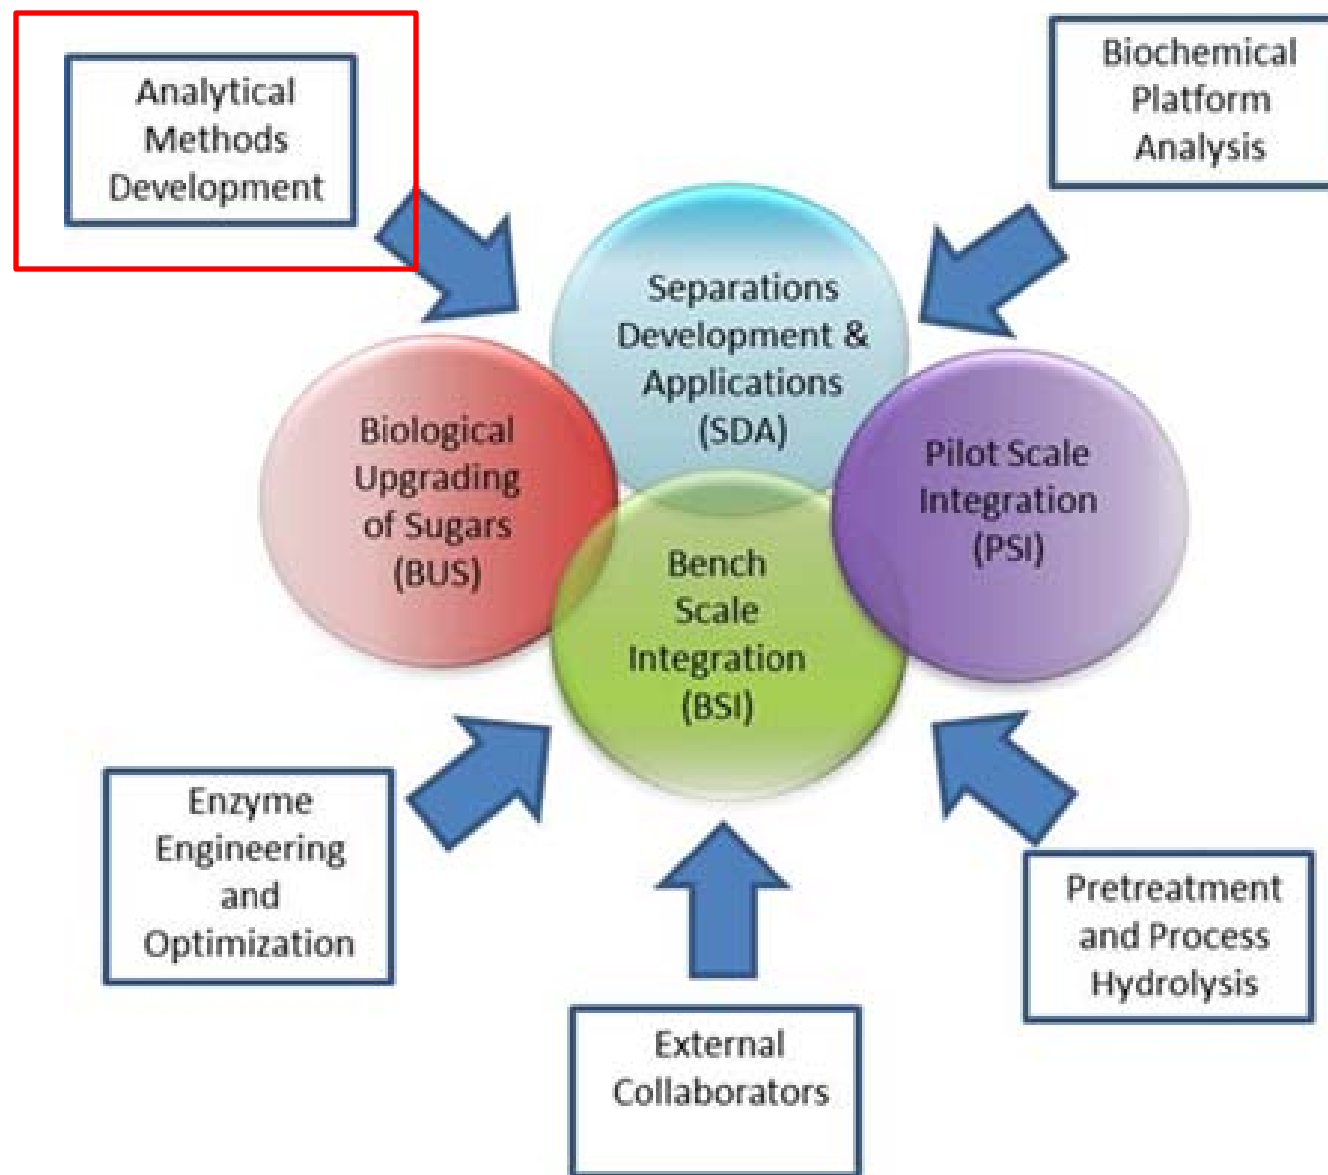 Analytical
Methods
Development
Biochemical
Platform
Analysis
Separations
Development &
Applications
(SDA)
Biological
Upgrading
of Sugars
(BUS)
Pilot Scale
Integration
(PSI)
Bench
Scale
Integration
(BSI)
Enzyme
Engineering
and
Optimization
External
Collaborators
Pretreatment
and Process
Hydrolysis